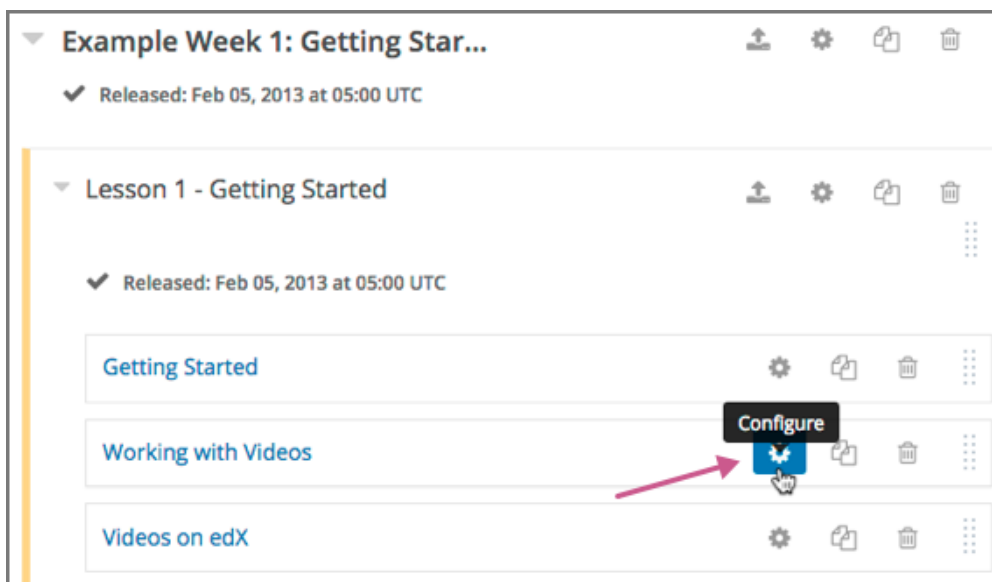 Example Week 1: Getting Star...
Released: Feb 05, 2013 at 05:00 UTC
Lesson 1 - Getting Started
Released: Feb 05, 2013 at 05:00 UTC
Getting Started
Configure
Working with Videos
Videos on edX